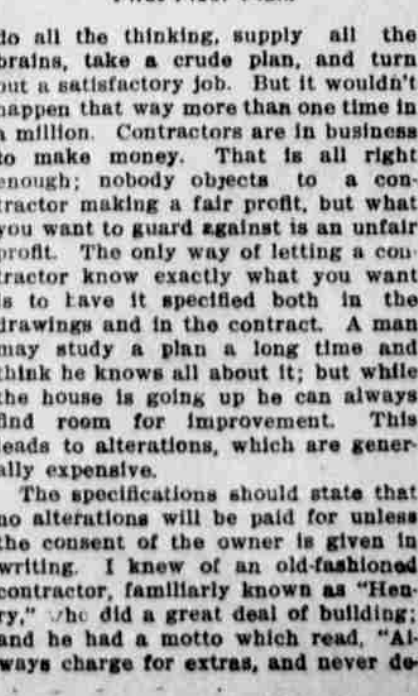 do all the thinking, supply all the
brains, take a crude plan, and turn
out a satisfactory job. But it wouldn't
happen that way more than one time in
a million. Contractors are in business
to make money. That is all right
enough; nobody objects to a con-
tractor making a fair profit, but what
you want to guard against is an unfair
profit. The only way of letting a con-
tractor know exactly what you want
is to have it specified both in the
drawings and in the contract. A man
may study a plan a long time and
think he knows all about it; but while
the house is going up he can always
find room for improvement. This
leads to alterations, which are gener-
ally expensive.
The specifications should state that
no alterations will be paid for unless
the consent of the owner is given in
writing. I knew of an old-fashioned
contractor, familiarly known as "Hen-
ry," who did a great deal of building;
and he had a motto which read, "Al-
ways charge for extras, and never de-